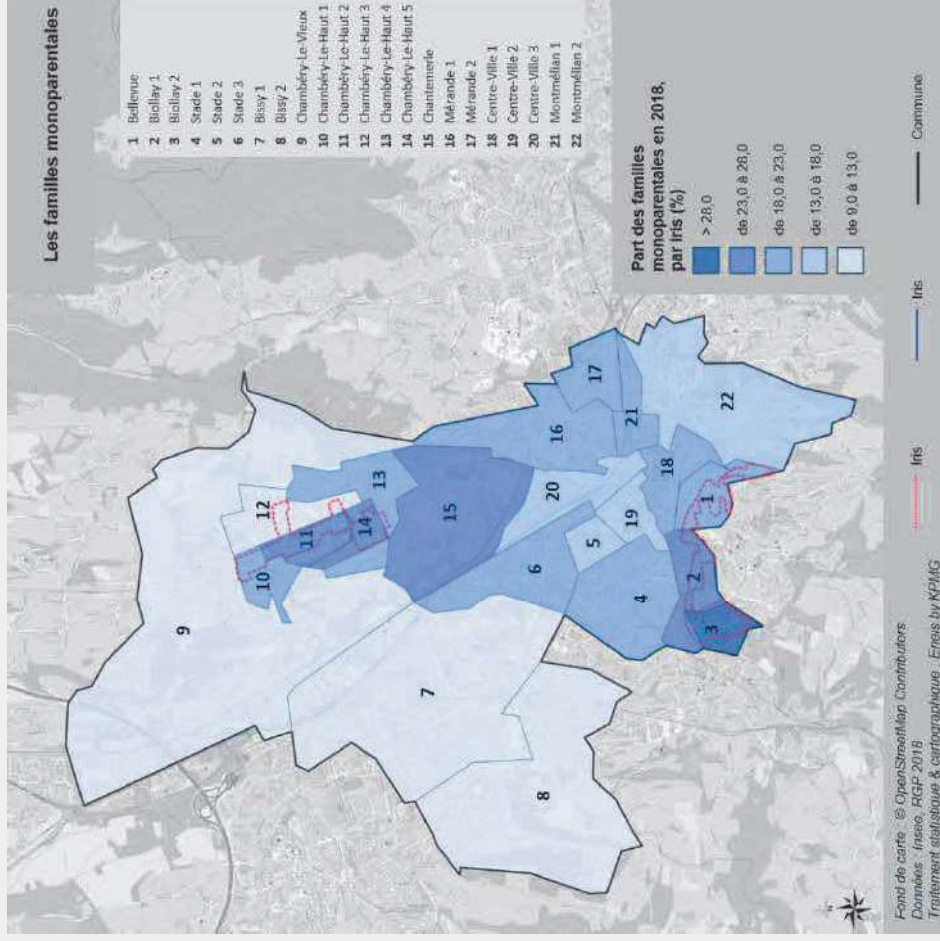 Les familles monoparentales
1 Bellevue
2 Biollay 1
3 Biollay 2
4 Stade 1
5 Stade 2
6 Stade 3
7 Bissy 1
8 Bissy 2
9 Chambéry-Le-Vieux
10 Chambéry-Le-Haut 1
11 Chambéry-Le-Haut 2
12 Chambéry-Le-Haut 3
13 Chambéry-Le-Haut 4
14 Chambéry-Le-Haut 5
15 Chantemerle
16 Mérande 1
17 Mérande 2
18 Centre-Ville 1
19 Centre-Ville 2
20 Centre-Ville 3
21 Montmélian 1
22 Montmélian 2
9
12
10
11
13
14
15
7
8
6
5
20
16
17
4
19
21
18
22
2
1
3
Part des familles
monoparentales en 2018,
par Iris (%)
> 28,0
de 23,0 à 28,0
de 18,0 à 23,0
de 13,0 à 18,0
de 9,0 à 13,0
Iris
Iris
Commune
Fond de carte : © OpenStreetMap Contributors
Données : Insee, RGP 2018
Traitement statistique & cartographique : Eneis by KPMG